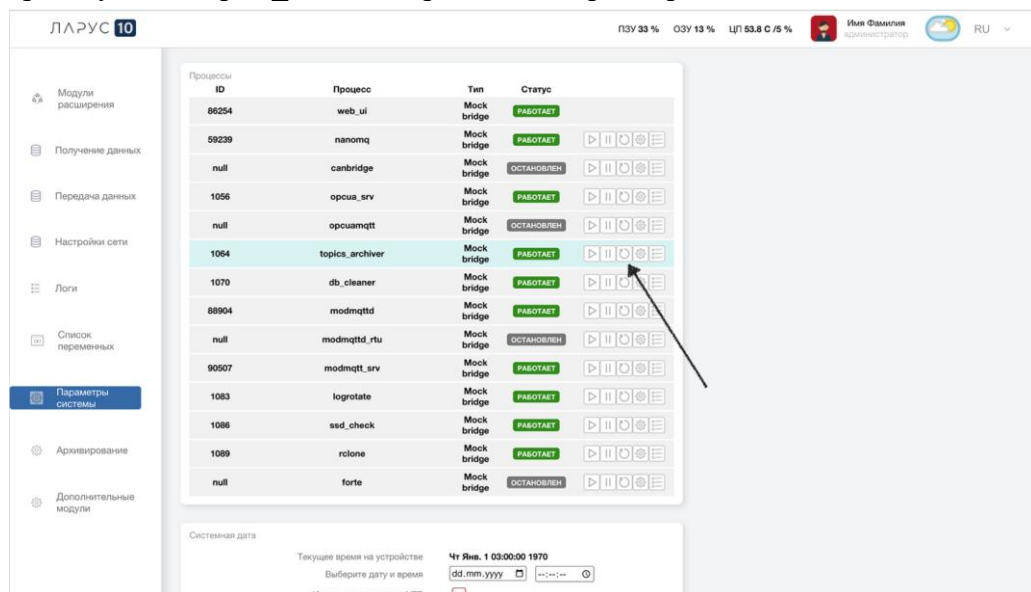 ЛАРУС 10
ПЗУ 33 % ОЗУ 13 % ЦП 53.8 C /5 %
Имя Фамилия
администратор
RU
Модули
расширения
Получение данных
Передача данных
Настройки сети
Логи
Список
переменных
Параметры
системы
Архивирование
Дополнительные
модули
Процессы
ID Процесс Тип Статус
86254 web_ui Mock bridge РАБОТАЕТ
59239 nanomq Mock bridge РАБОТАЕТ
null canbridge Mock bridge ОСТАНОВЛЕН
1056 opcua_srv Mock bridge РАБОТАЕТ
null opcuamqtt Mock bridge ОСТАНОВЛЕН
1064 topics_archiver Mock bridge РАБОТАЕТ
1070 db_cleaner Mock bridge РАБОТАЕТ
88904 modmqttd Mock bridge РАБОТАЕТ
null modmqttd_rtu Mock bridge ОСТАНОВЛЕН
90507 modmqtt_srv Mock bridge РАБОТАЕТ
1083 logrotate Mock bridge РАБОТАЕТ
1086 ssd_check Mock bridge РАБОТАЕТ
1089 rclone Mock bridge РАБОТАЕТ
null forte Mock bridge ОСТАНОВЛЕН
Системная дата
Текущее время на устройстве Чт Янв. 1 03:00:00 1970
Выберите дату и время dd.mm.yyyy --:--:--